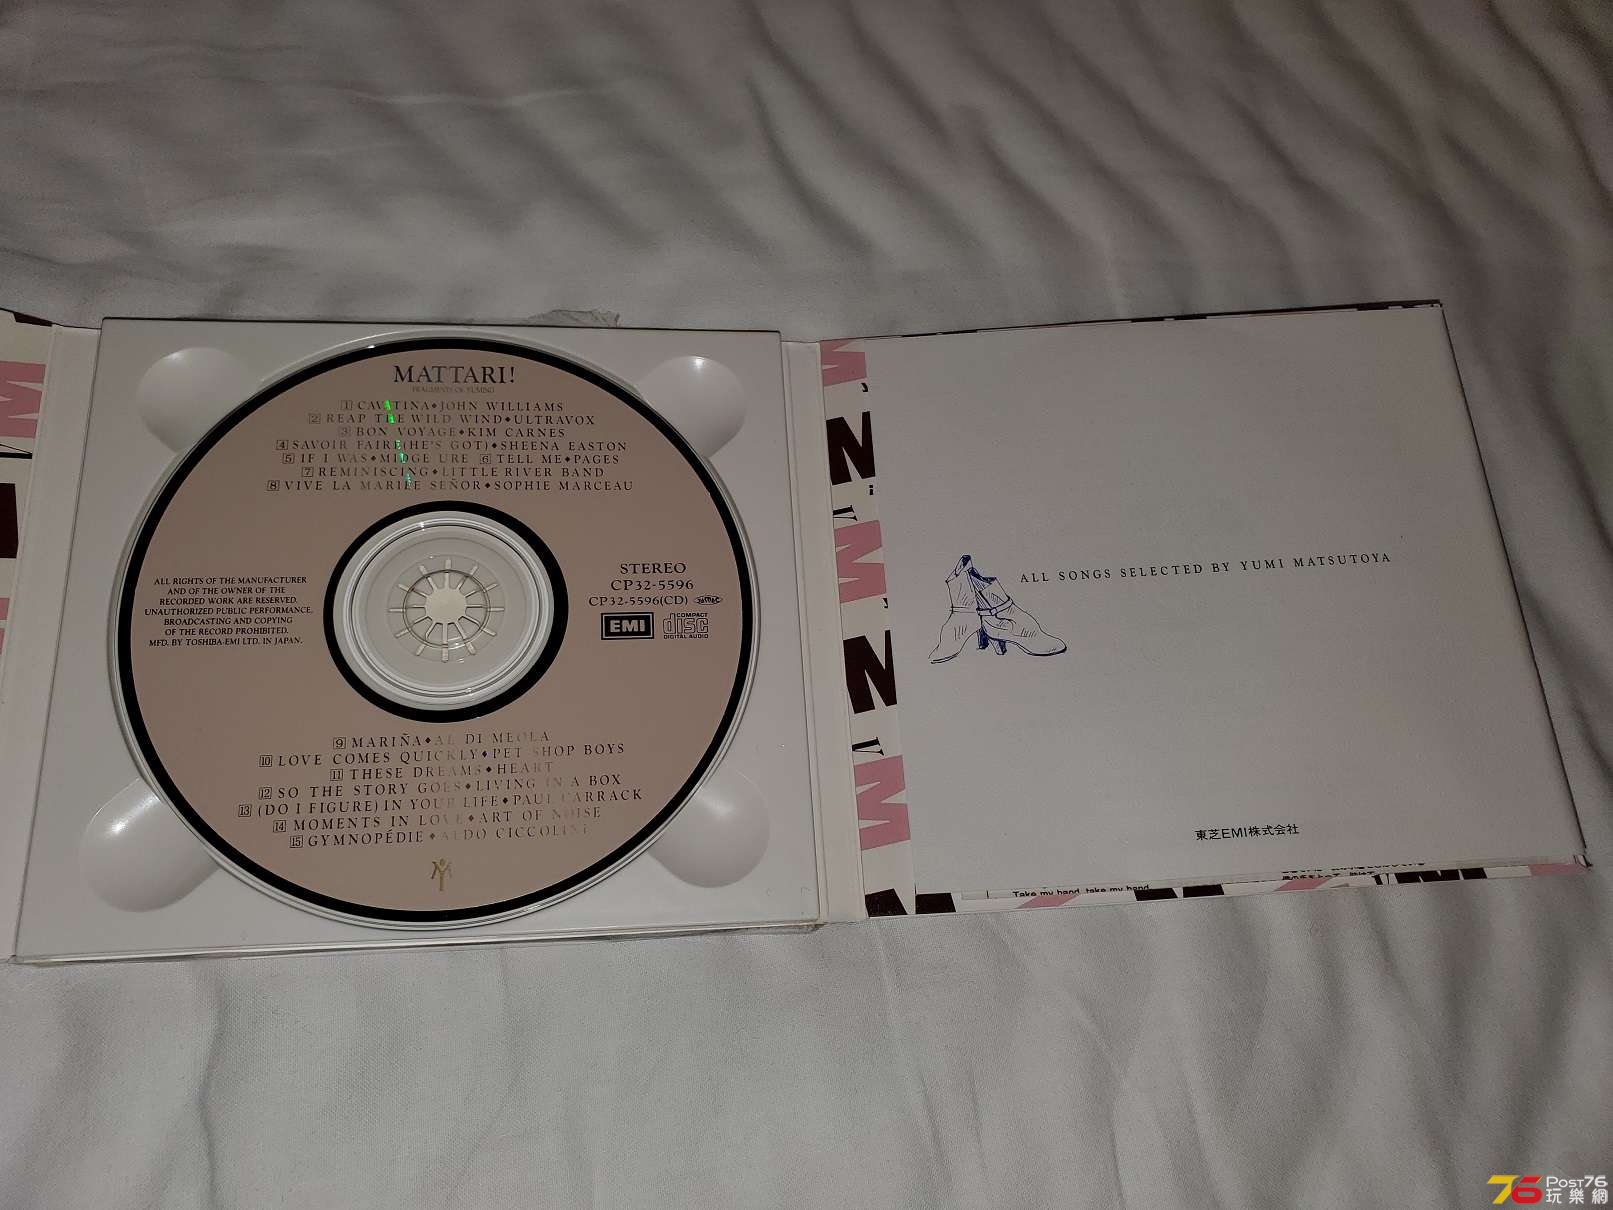 MATTARI!
FRAGMENTS OF YUMING
1 CAVATINA♦JOHN WILLIAMS
2 REAP THE WILD WIND♦ULTRAVOX
3 BON VOYAGE♦KIM CARNES
4 SAVOIR FAIRE(HE'S GOT)♦SHEENA EASTON
5 IF I WAS♦MIDGE URE 6 TELL ME♦PAGES
7 REMINISCING♦LITTLE RIVER BAND
8 VIVE LA MARIÉE SEÑOR♦SOPHIE MARCEAU
ALL RIGHTS OF THE MANUFACTURER
AND OF THE OWNER OF THE
RECORDED WORK ARE RESERVED.
UNAUTHORIZED PUBLIC PERFORMANCE,
BROADCASTING AND COPYING
OF THE RECORD PROHIBITED.
MFD. BY TOSHIBA-EMI LTD. IN JAPAN.
STEREO
CP32-5596
CP32-5596(CD)
EMI
COMPACT
disc
DIGITAL AUDIO
9 MARIÑA♦AL DI MEOLA
10 LOVE COMES QUICKLY♦PET SHOP BOYS
11 THESE DREAMS♦HEART
12 SO THE STORY GOES♦LIVING IN A BOX
13 (DO I FIGURE) IN YOUR LIFE♦PAUL CARRACK
14 MOMENTS IN LOVE♦ART OF NOISE
15 GYMNOPÉDIE♦ALDO CICCOLINI
ALL SONGS SELECTED BY YUMI MATSUTOYA
東芝EMI株式会社
Take my hand, take my hand
76 Post76
玩樂網